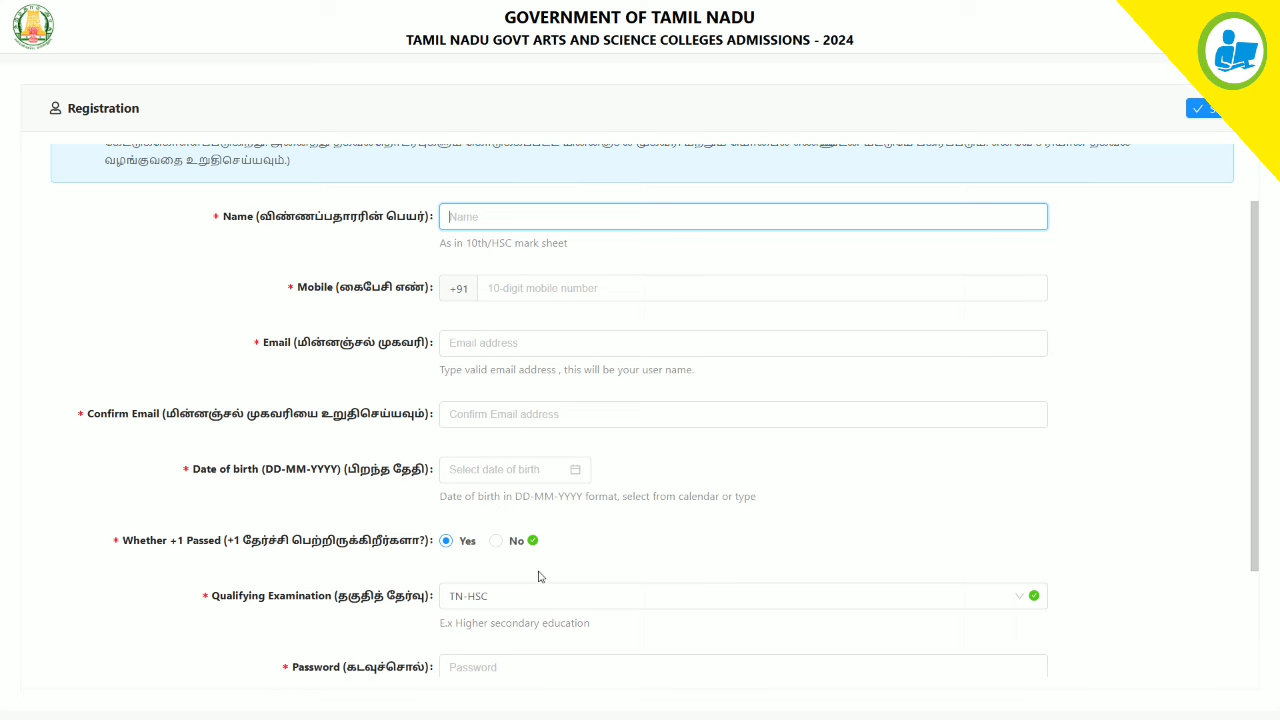 GOVERNMENT OF TAMIL NADU
TAMIL NADU GOVT ARTS AND SCIENCE COLLEGES ADMISSIONS - 2024
Registration
வழங்குவதை உறுதிசெய்யவும்.)
* Name (விண்ணப்பதாரரின் பெயர்): Name
As in 10th/HSC mark sheet
* Mobile (கைபேசி எண்): +91 10-digit mobile number
* Email (மின்னஞ்சல் முகவரி): Email address
Type valid email address , this will be your user name.
* Confirm Email (மின்னஞ்சல் முகவரியை உறுதிசெய்யவும்): Confirm Email address
* Date of birth (DD-MM-YYYY) (பிறந்த தேதி): Select date of birth
Date of birth in DD-MM-YYYY format, select from calendar or type
* Whether +1 Passed (+1 தேர்ச்சி பெற்றிருக்கிறீர்களா?): Yes No
* Qualifying Examination (தகுதித் தேர்வு): TN-HSC
E.x Higher secondary education
* Password (கடவுச்சொல்): Password